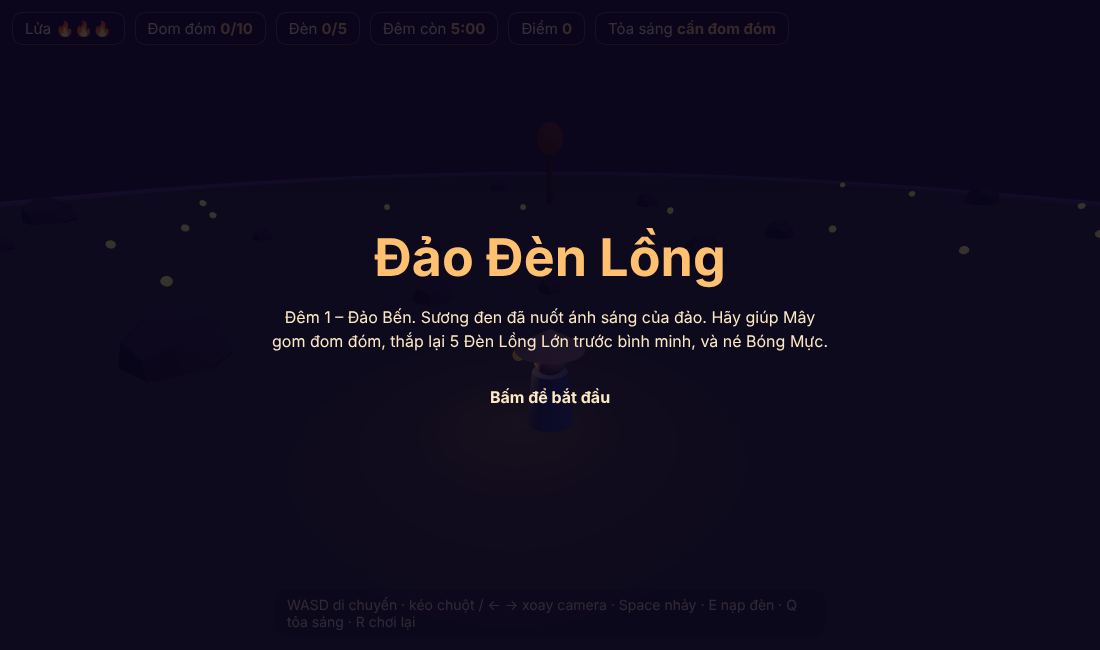 Lửa 🔥🔥🔥 Đom đóm 0/10 Đèn 0/5 Đêm còn 5:00 Điểm 0 Tỏa sáng cần đom đóm
Đảo Đèn Lồng
Đêm 1 – Đảo Bến. Sương đen đã nuốt ánh sáng của đảo. Hãy giúp Mây
gom đom đóm, thắp lại 5 Đèn Lồng Lớn trước bình minh, và né Bóng Mực.
Bấm để bắt đầu
WASD di chuyển · kéo chuột / ← → xoay camera · Space nhảy · E nạp đèn · Q
tỏa sáng · R chơi lại